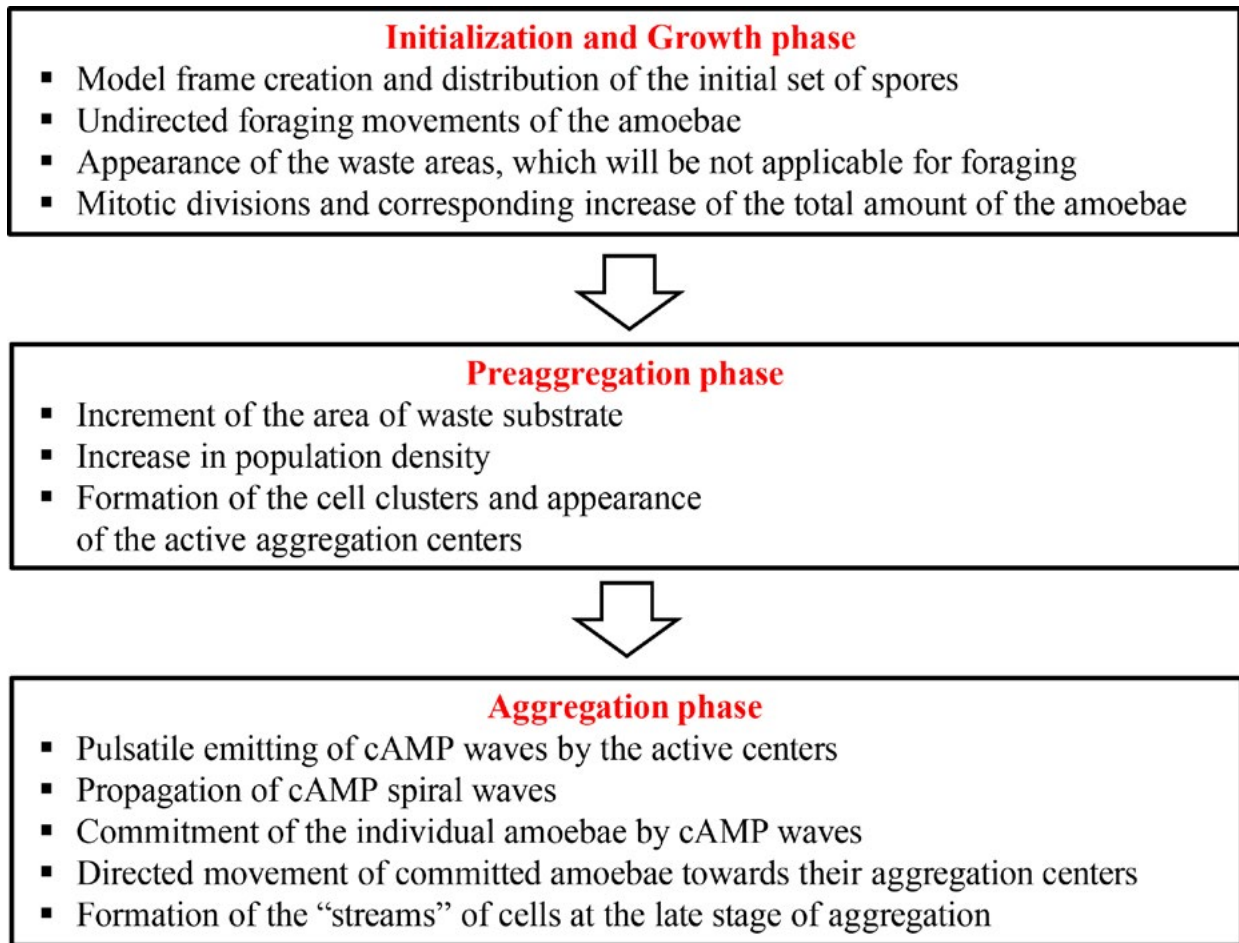 Initialization and Growth phase
▪ Model frame creation and distribution of the initial set of spores
▪ Undirected foraging movements of the amoebae
▪ Appearance of the waste areas, which will be not applicable for foraging
▪ Mitotic divisions and corresponding increase of the total amount of the amoebae
Preaggregation phase
▪ Increment of the area of waste substrate
▪ Increase in population density
▪ Formation of the cell clusters and appearance
of the active aggregation centers
Aggregation phase
▪ Pulsatile emitting of cAMP waves by the active centers
▪ Propagation of cAMP spiral waves
▪ Commitment of the individual amoebae by cAMP waves
▪ Directed movement of committed amoebae towards their aggregation centers
▪ Formation of the “streams” of cells at the late stage of aggregation